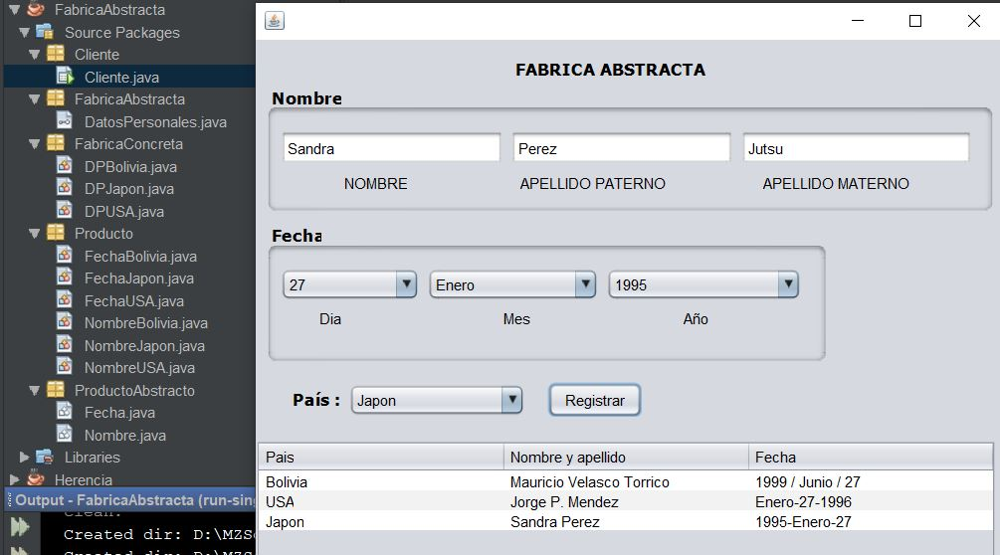 FabricaAbstracta
Source Packages
Cliente
Cliente.java
FabricaAbstracta
DatosPersonales.java
FabricaConcreta
DPBolivia.java
DPJapon.java
DPUSA.java
Producto
FechaBolivia.java
FechaJapon.java
FechaUSA.java
NombreBolivia.java
NombreJapon.java
NombreUSA.java
ProductoAbstracto
Fecha.java
Nombre.java
Libraries
Herencia
Output - FabricaAbstracta (run-sing
Clean:
Created dir: D:\MZS
Created dir: D:\MZS
FABRICA ABSTRACTA
Nombre
Sandra Perez Jutsu
NOMBRE APELLIDO PATERNO APELLIDO MATERNO
Fecha
27 Enero 1995
Dia Mes Año
País : Japon Registrar
Pais Nombre y apellido Fecha
Bolivia Mauricio Velasco Torrico 1999 / Junio / 27
USA Jorge P. Mendez Enero-27-1996
Japon Sandra Perez 1995-Enero-27